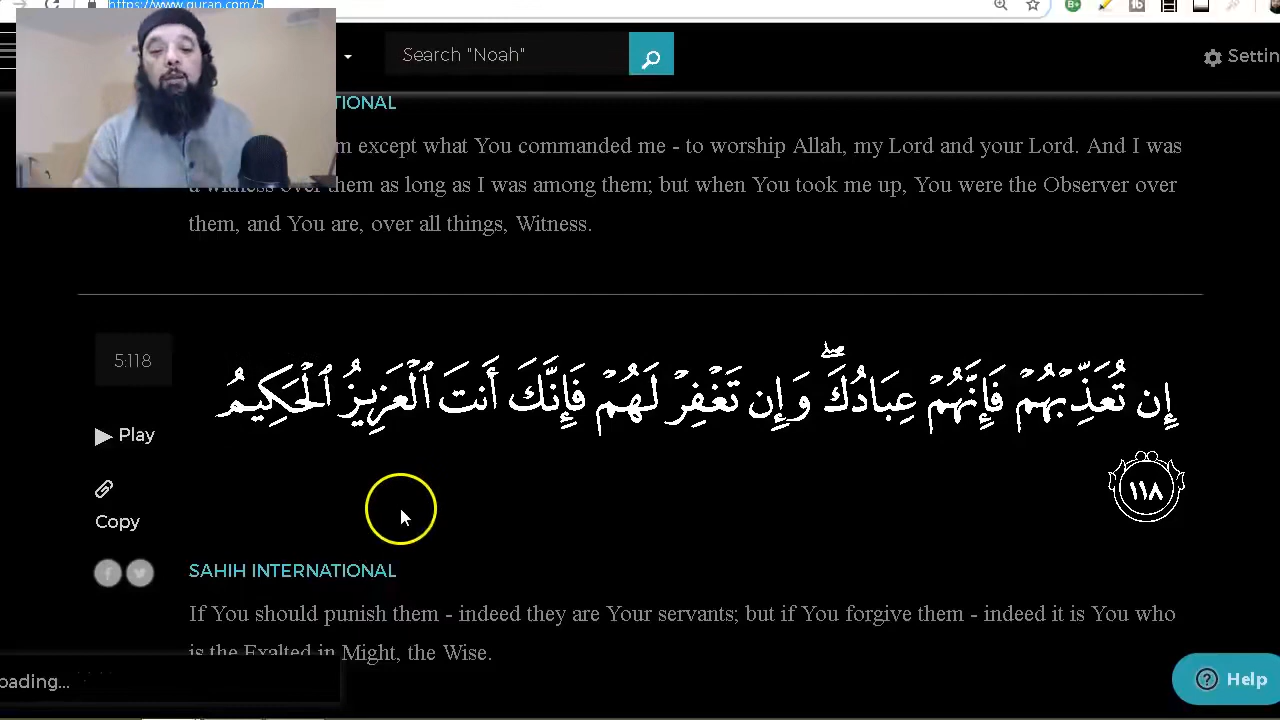 https://www.quran.com/5
Search "Noah"
Settin
TIONAL
m except what You commanded me - to worship Allah, my Lord and your Lord. And I was
a witness over them as long as I was among them; but when You took me up, You were the Observer over
them, and You are, over all things, Witness.
5:118
إِن تُعَذِّبۡهُمۡ فَإِنَّهُمۡ عِبَادُكَۖ وَإِن تَغۡفِرۡ لَهُمۡ فَإِنَّكَ أَنتَ ٱلۡعَزِيزُ ٱلۡحَكِيمُ
١١٨
Play
Copy
SAHIH INTERNATIONAL
If You should punish them - indeed they are Your servants; but if You forgive them - indeed it is You who
is the Exalted in Might, the Wise.
oading...
Help